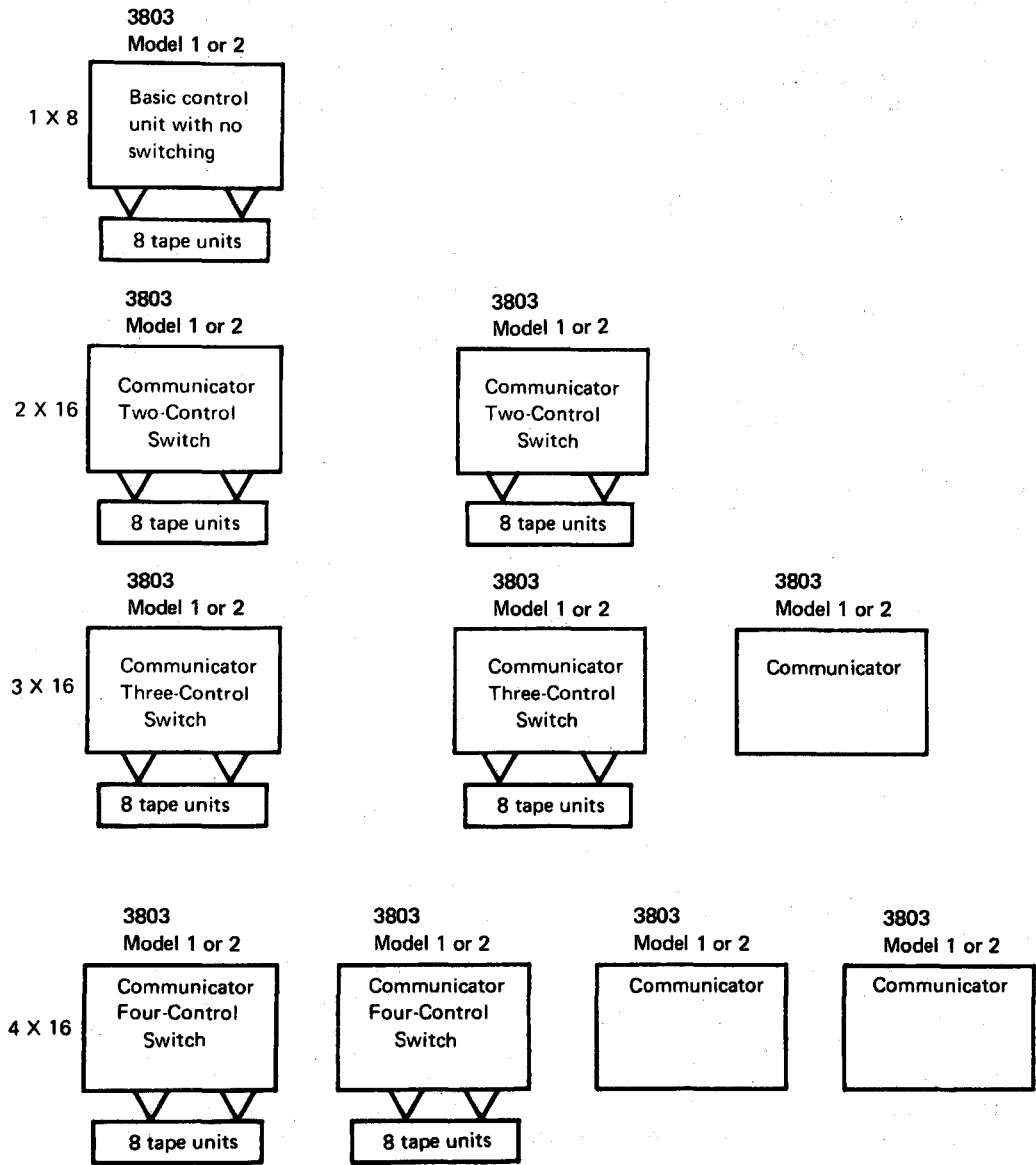 3803
Model 1 or 2
1 X 8
Basic control
unit with no
switching
8 tape units
3803
Model 1 or 2
3803
Model 1 or 2
2 X 16
Communicator
Two-Control
Switch
Communicator
Two-Control
Switch
8 tape units
8 tape units
3803
Model 1 or 2
3803
Model 1 or 2
3803
Model 1 or 2
3 X 16
Communicator
Three-Control
Switch
Communicator
Three-Control
Switch
Communicator
8 tape units
8 tape units
3803
Model 1 or 2
3803
Model 1 or 2
3803
Model 1 or 2
3803
Model 1 or 2
4 X 16
Communicator
Four-Control
Switch
Communicator
Four-Control
Switch
Communicator
Communicator
8 tape units
8 tape units